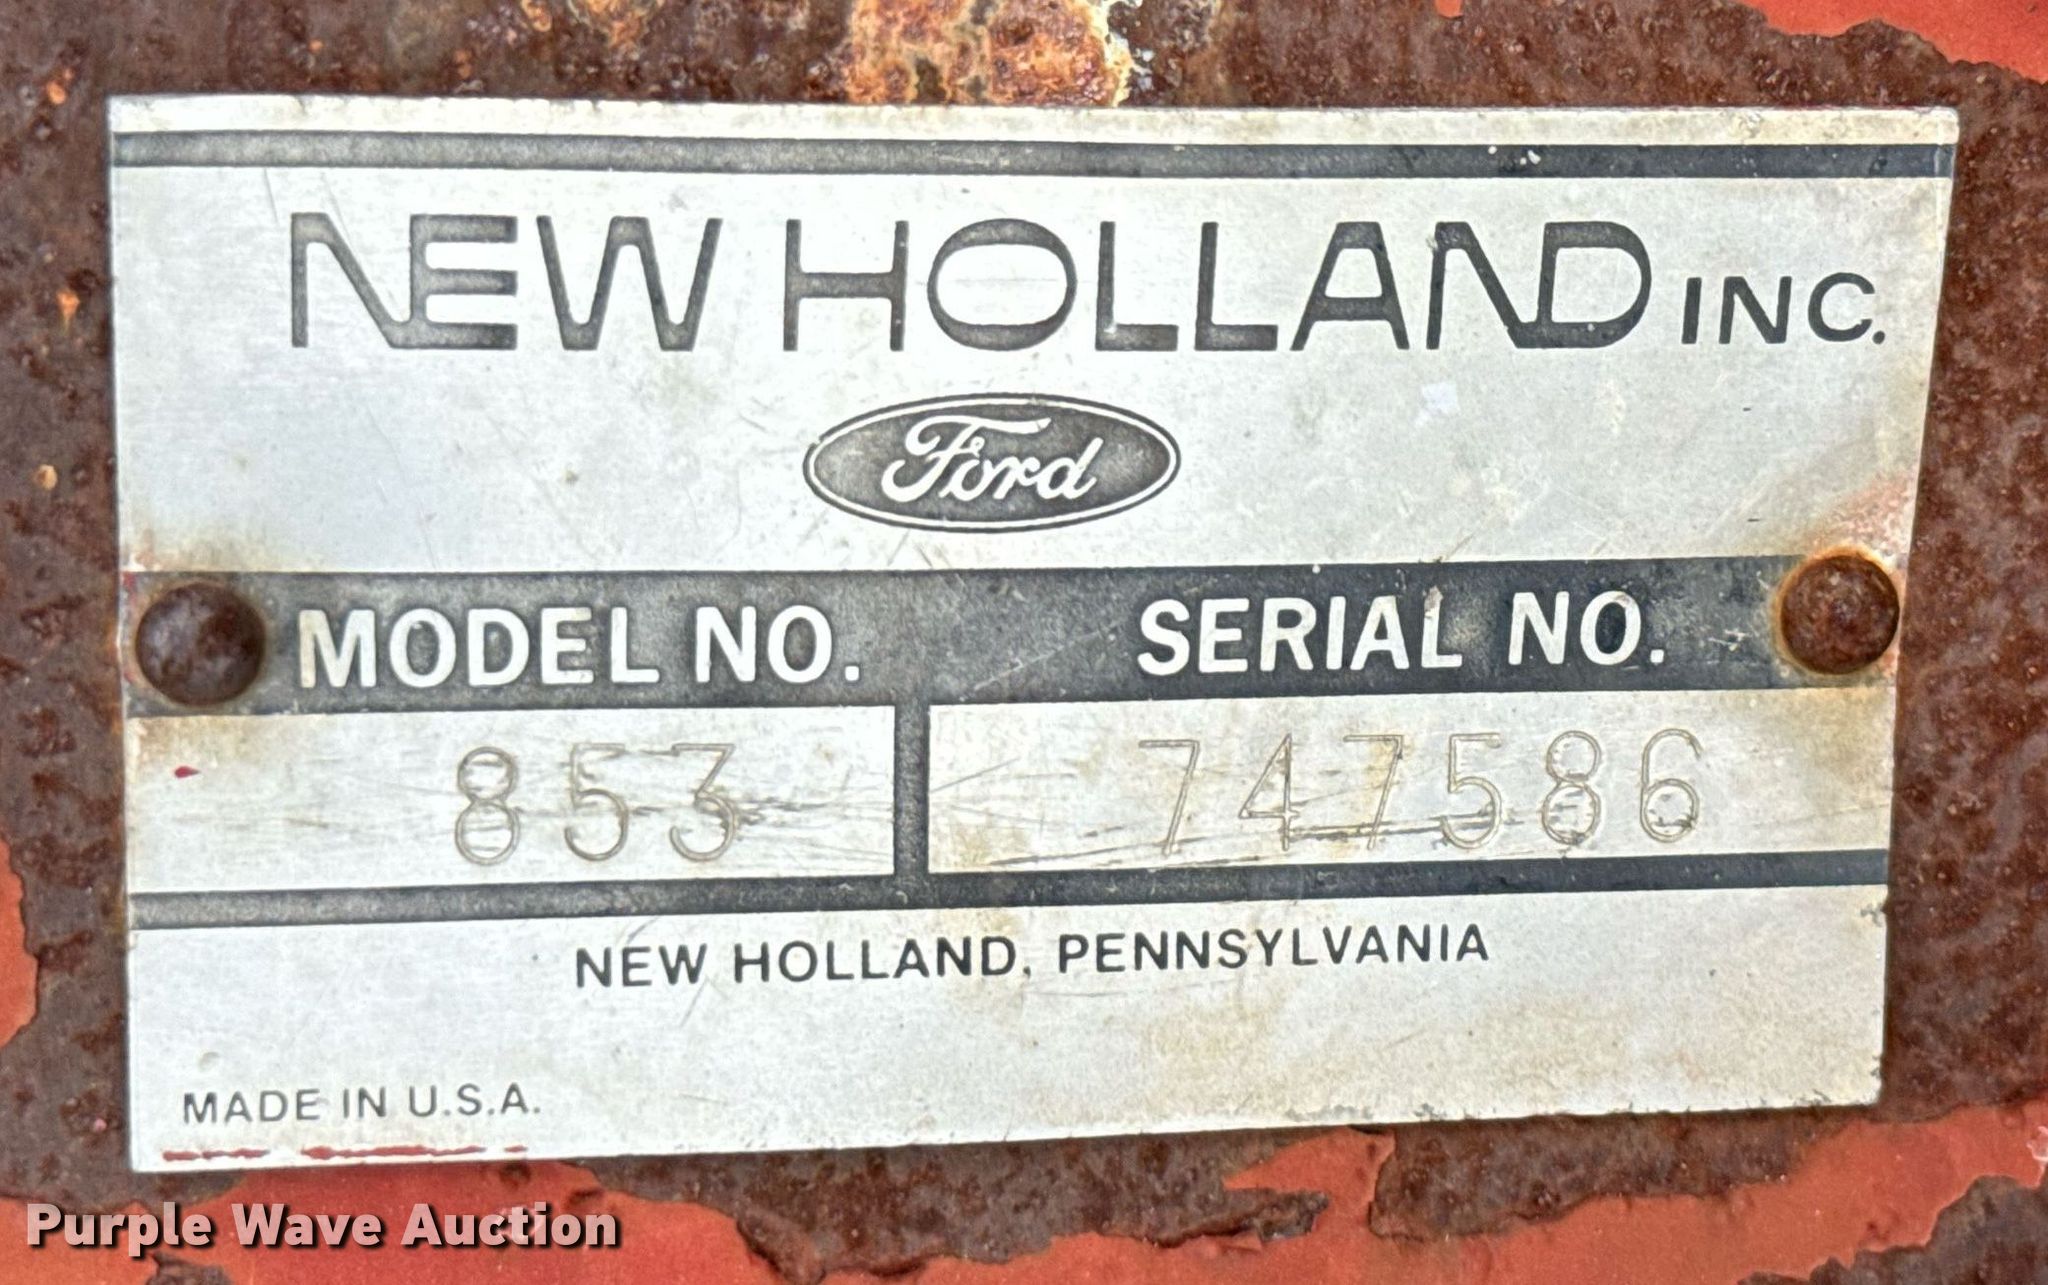 NEW HOLLAND INC.
Ford
MODEL NO. SERIAL NO.
853 747586
NEW HOLLAND, PENNSYLVANIA
MADE IN U.S.A.
Purple Wave Auction